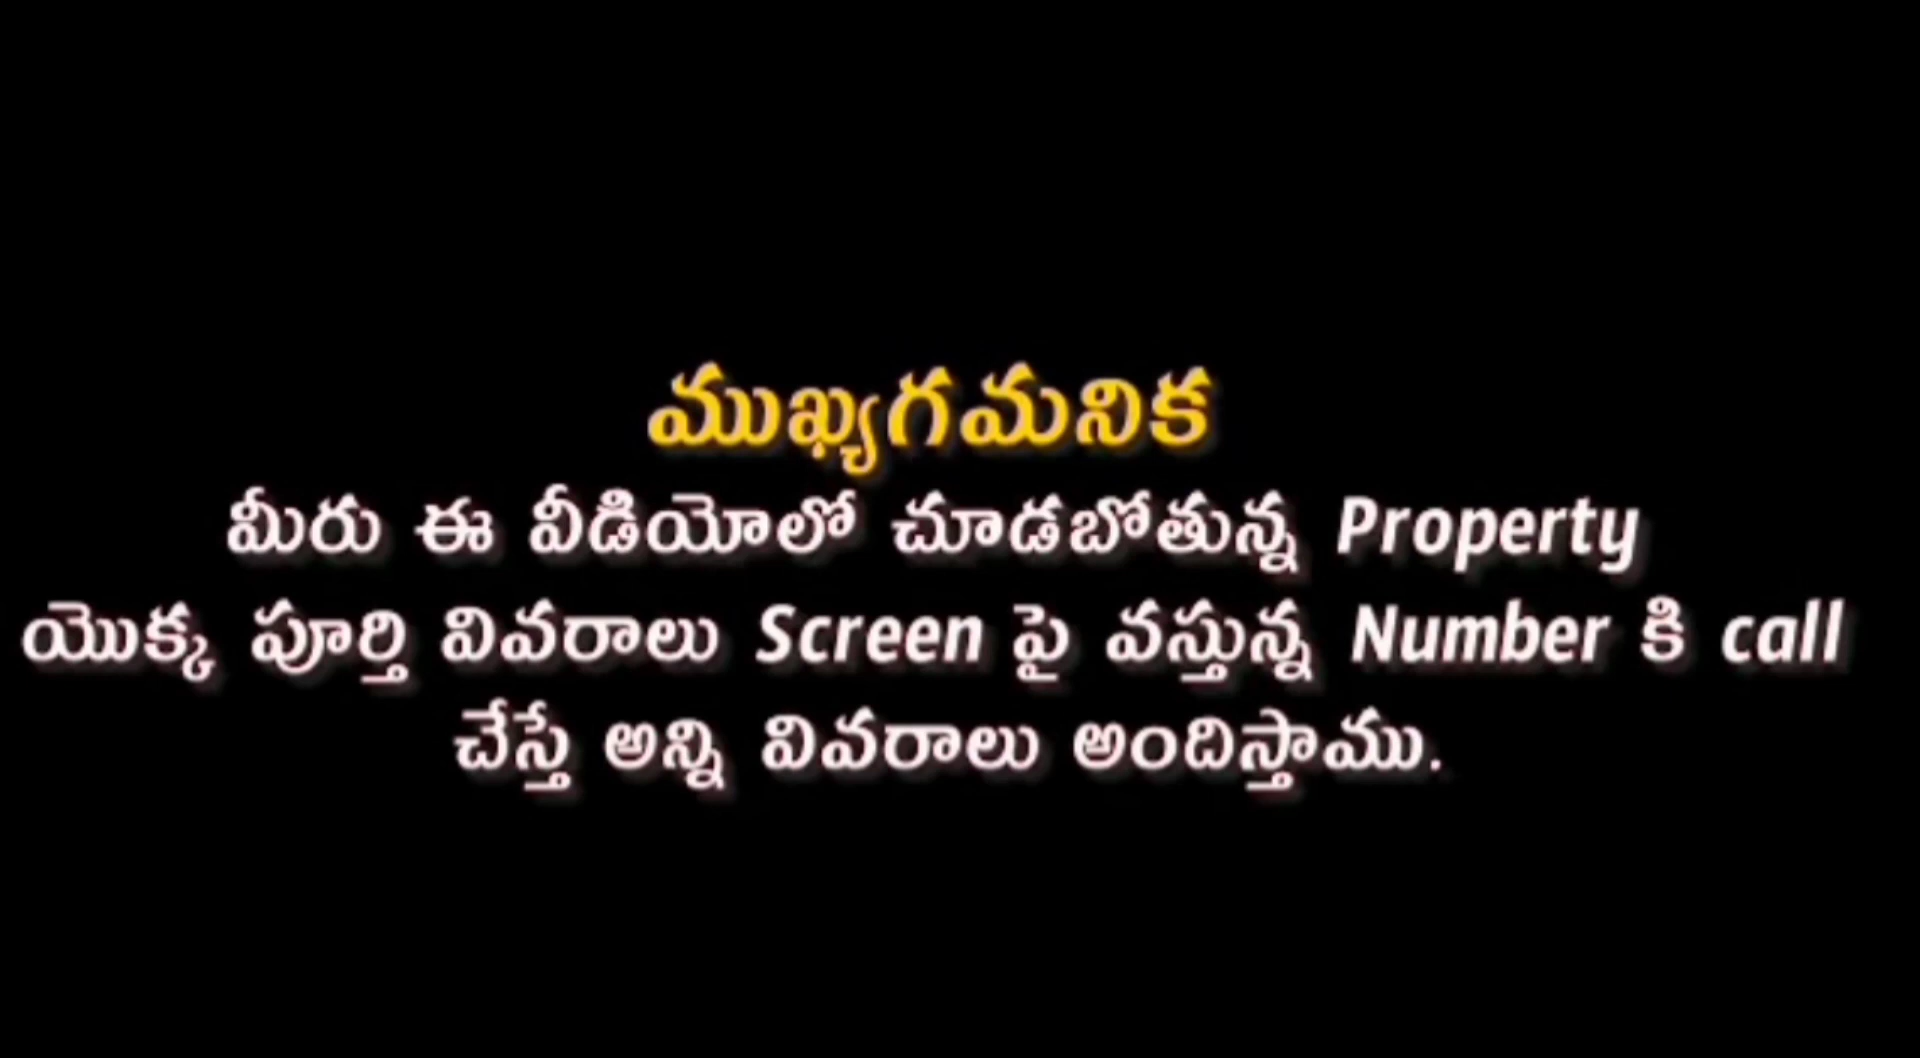 ముఖ్యగమనిక
మీరు ఈ వీడియోలో చూడబోతున్న Property
యొక్క పూర్తి వివరాలు Screen పై వస్తున్న Number కి call
చేస్తే అన్ని వివరాలు అందిస్తాము.